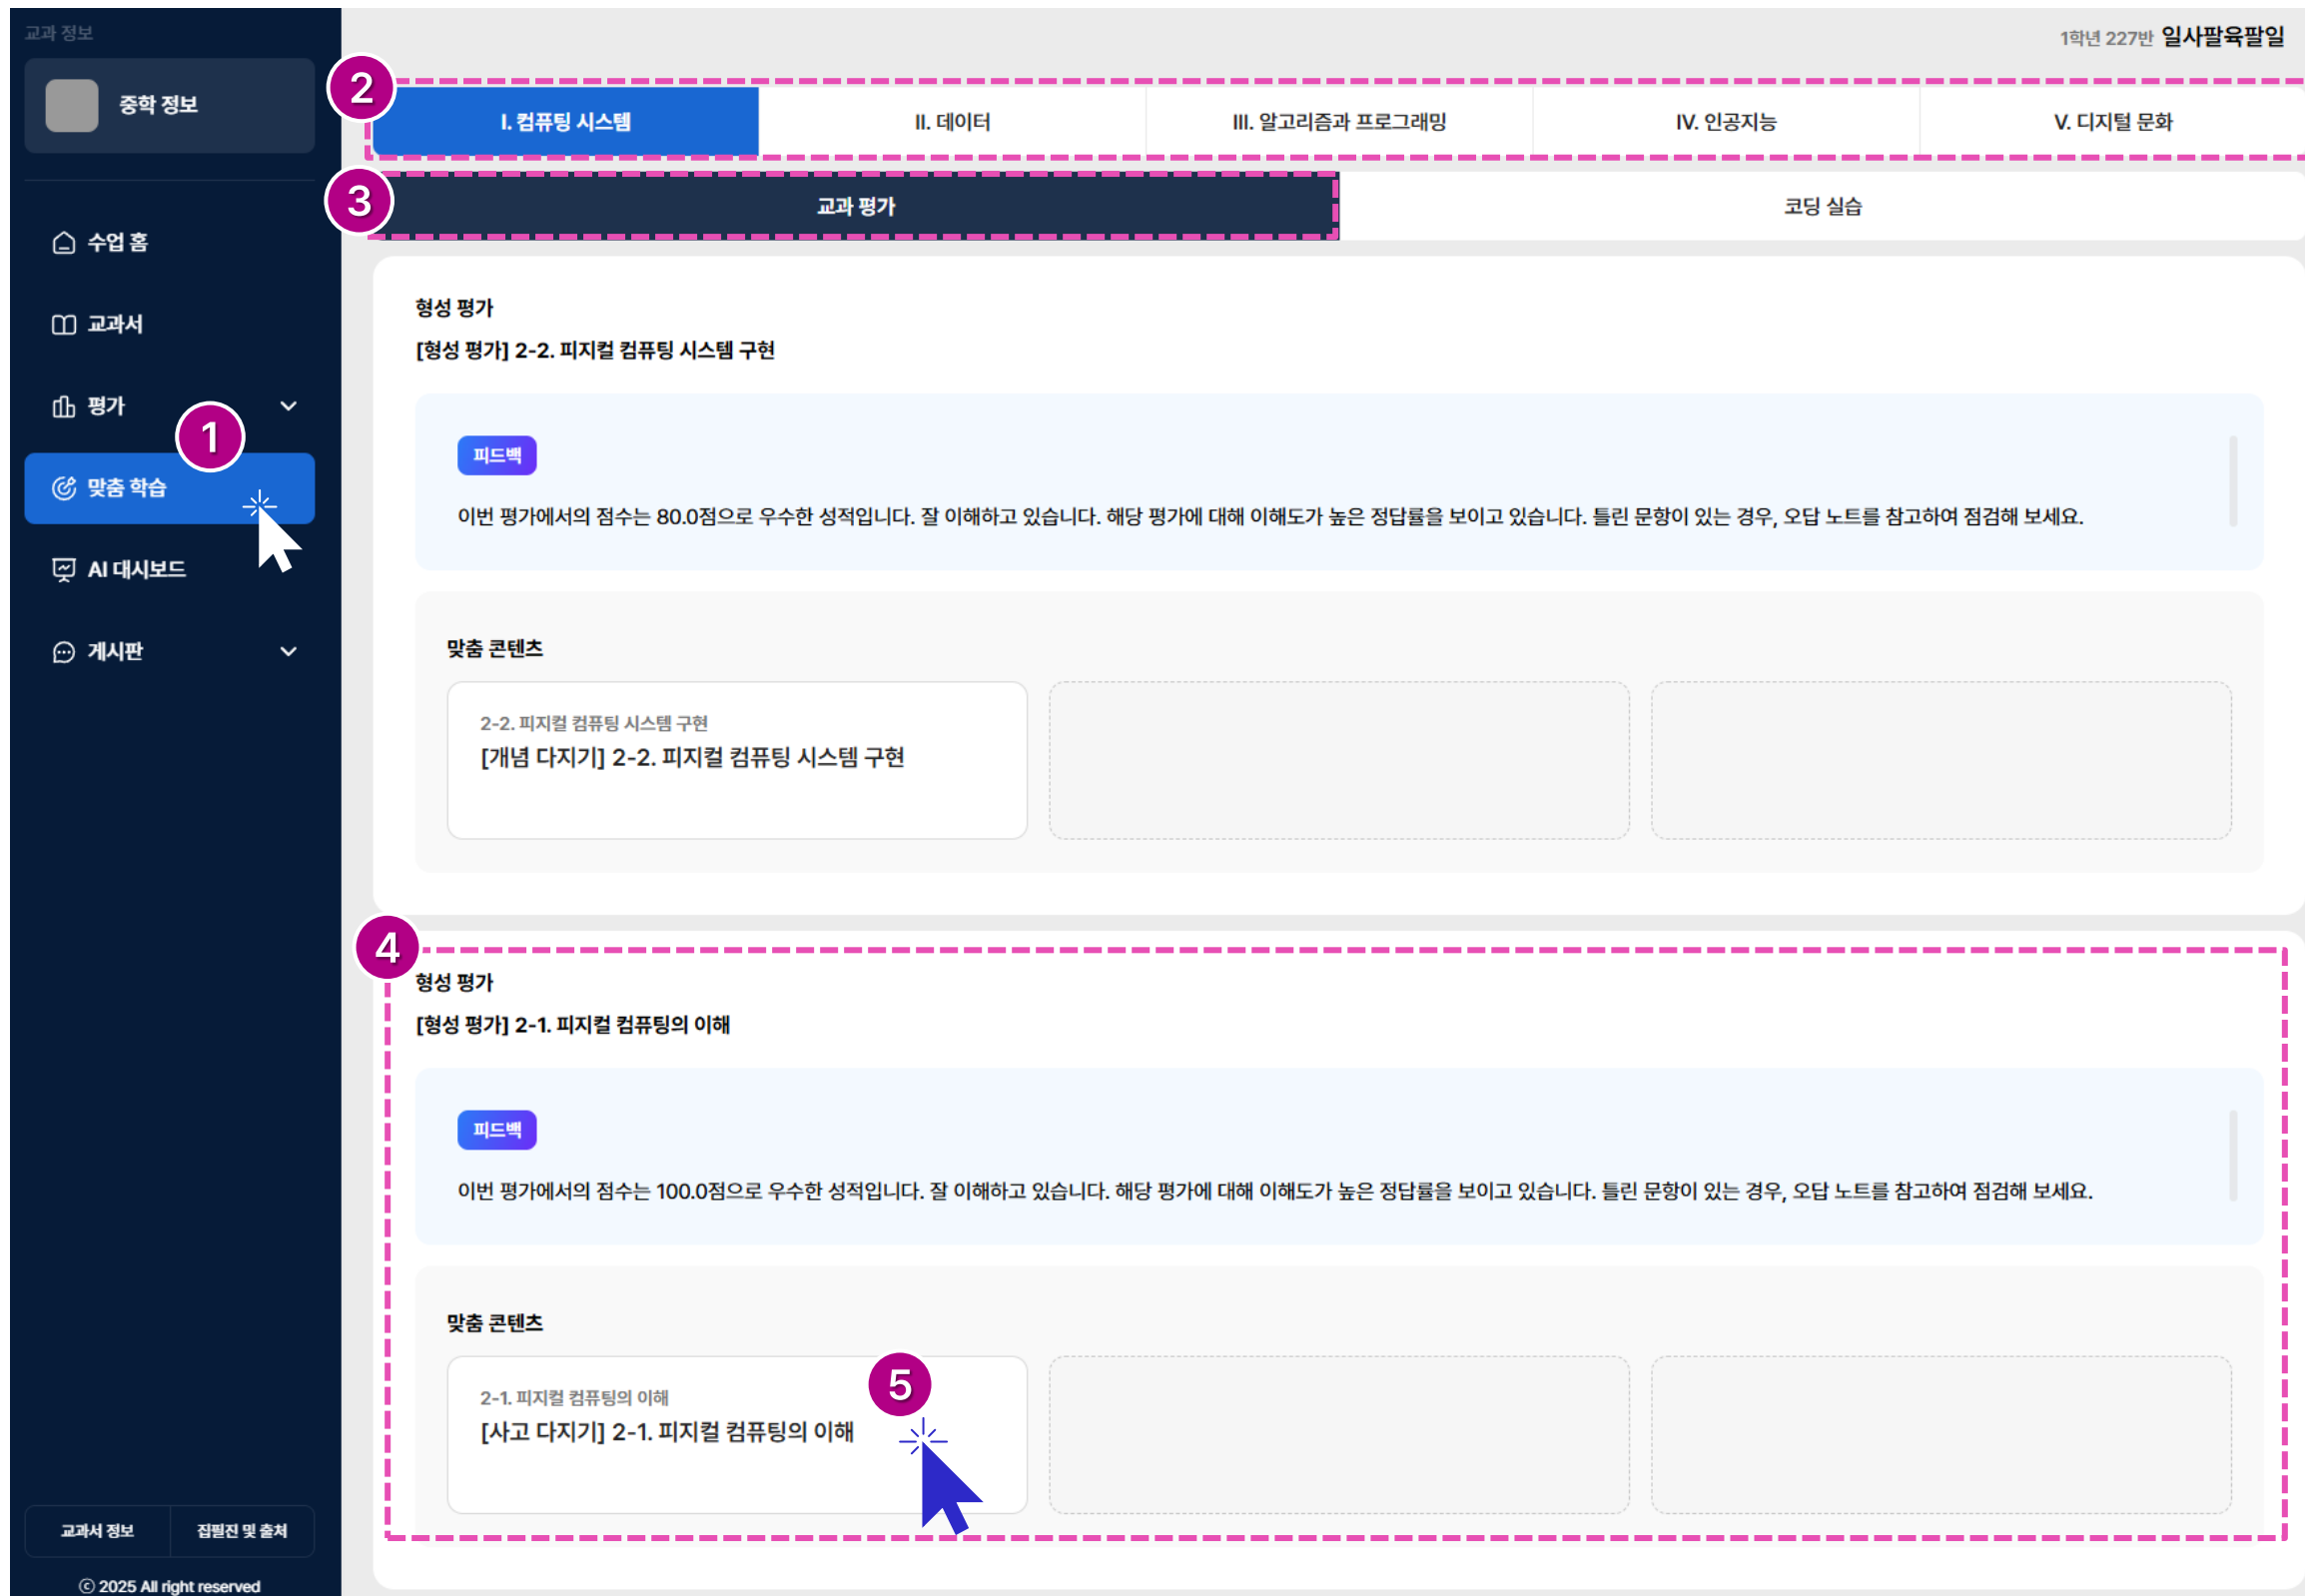 교과 정보
중학 정보
수업 홈
교과서
평가
1
맞춤 학습
AI 대시보드
게시판
교과서 정보
집필진 및 출처
ⓒ 2025 All right reserved
1학년 227반 일사팔육팔일
2
I. 컴퓨팅 시스템
II. 데이터
III. 알고리즘과 프로그래밍
IV. 인공지능
V. 디지털 문화
3
교과 평가
코딩 실습
형성 평가
[형성 평가] 2-2. 피지컬 컴퓨팅 시스템 구현
피드백
이번 평가에서의 점수는 80.0점으로 우수한 성적입니다. 잘 이해하고 있습니다. 해당 평가에 대해 이해도가 높은 정답률을 보이고 있습니다. 틀린 문항이 있는 경우, 오답 노트를 참고하여 점검해 보세요.
맞춤 콘텐츠
2-2. 피지컬 컴퓨팅 시스템 구현
[개념 다지기] 2-2. 피지컬 컴퓨팅 시스템 구현
4
형성 평가
[형성 평가] 2-1. 피지컬 컴퓨팅의 이해
피드백
이번 평가에서의 점수는 100.0점으로 우수한 성적입니다. 잘 이해하고 있습니다. 해당 평가에 대해 이해도가 높은 정답률을 보이고 있습니다. 틀린 문항이 있는 경우, 오답 노트를 참고하여 점검해 보세요.
맞춤 콘텐츠
5
2-1. 피지컬 컴퓨팅의 이해
[사고 다지기] 2-1. 피지컬 컴퓨팅의 이해